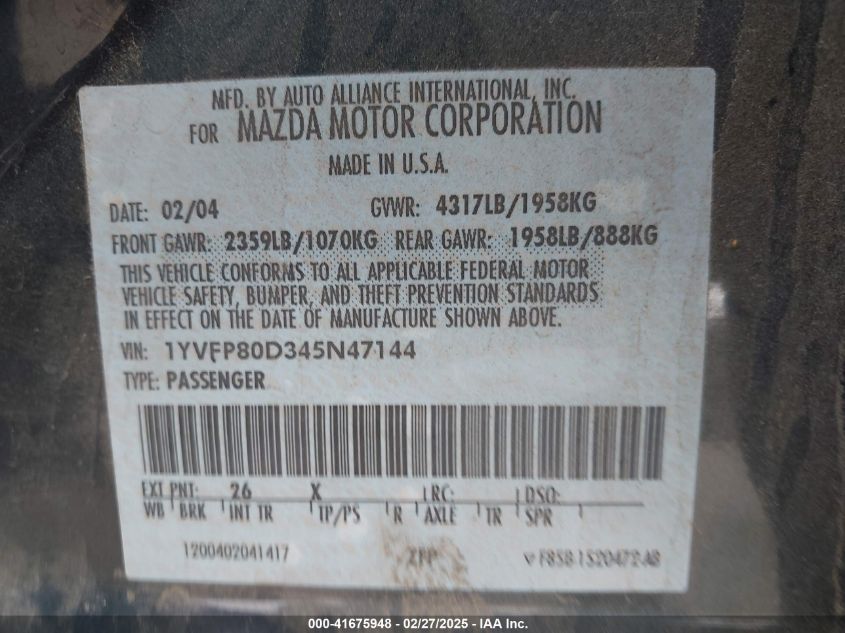 MFD. BY AUTO ALLIANCE INTERNATIONAL, INC.
FOR MAZDA MOTOR CORPORATION
MADE IN U.S.A.
DATE: 02/04 GVWR: 4317LB/1958KG
FRONT GAWR: 2359LB/1070KG REAR GAWR: 1958LB/888KG
THIS VEHICLE CONFORMS TO ALL APPLICABLE FEDERAL MOTOR
VEHICLE SAFETY, BUMPER, AND THEFT PREVENTION STANDARDS
IN EFFECT ON THE DATE OF MANUFACTURE SHOWN ABOVE.
VIN: 1YVFP80D345N47144
TYPE: PASSENGER
EXT PNT: 26 X RC: DSO:
WB BRK INT TR TP/PS R AXLE TR SPR
1200402041417 ZPP
000-41675948 - 02/27/2025 - IAA Inc.